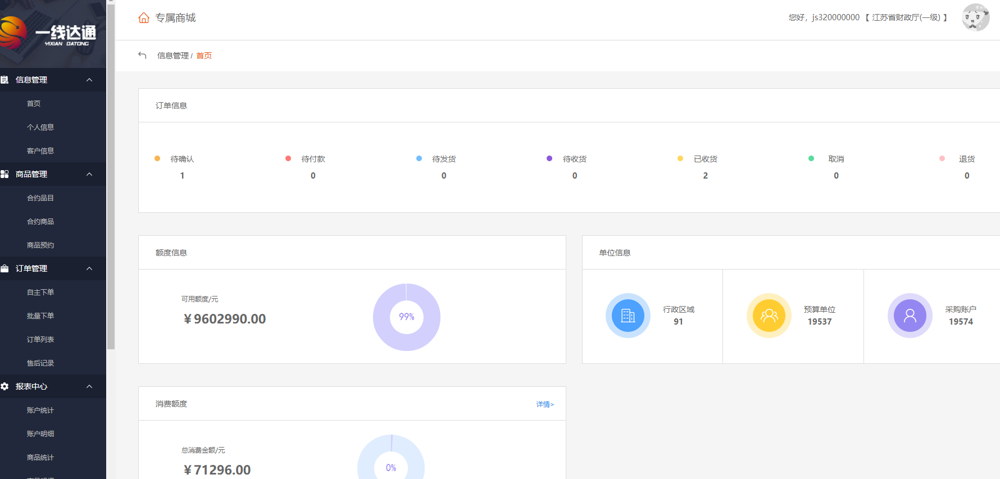 一线达通
YIXIAN DATONG
信息管理
首页
个人信息
客户信息
商品管理
合约品目
合约商品
商品预约
订单管理
自主下单
批量下单
订单列表
售后记录
报表中心
账户统计
账户明细
商品统计
专属商城
您好，js320000000 【 江苏省财政厅(一级) 】
信息管理 / 首页
订单信息
待确认 待付款 待发货 待收货 已收货 取消 退货
1 0 0 0 2 0 0
额度信息
可用额度/元
￥9602990.00
99%
单位信息
行政区域
91
预算单位
19537
采购账户
19574
消费额度 详情>
总消费金额/元
￥71296.00
0%